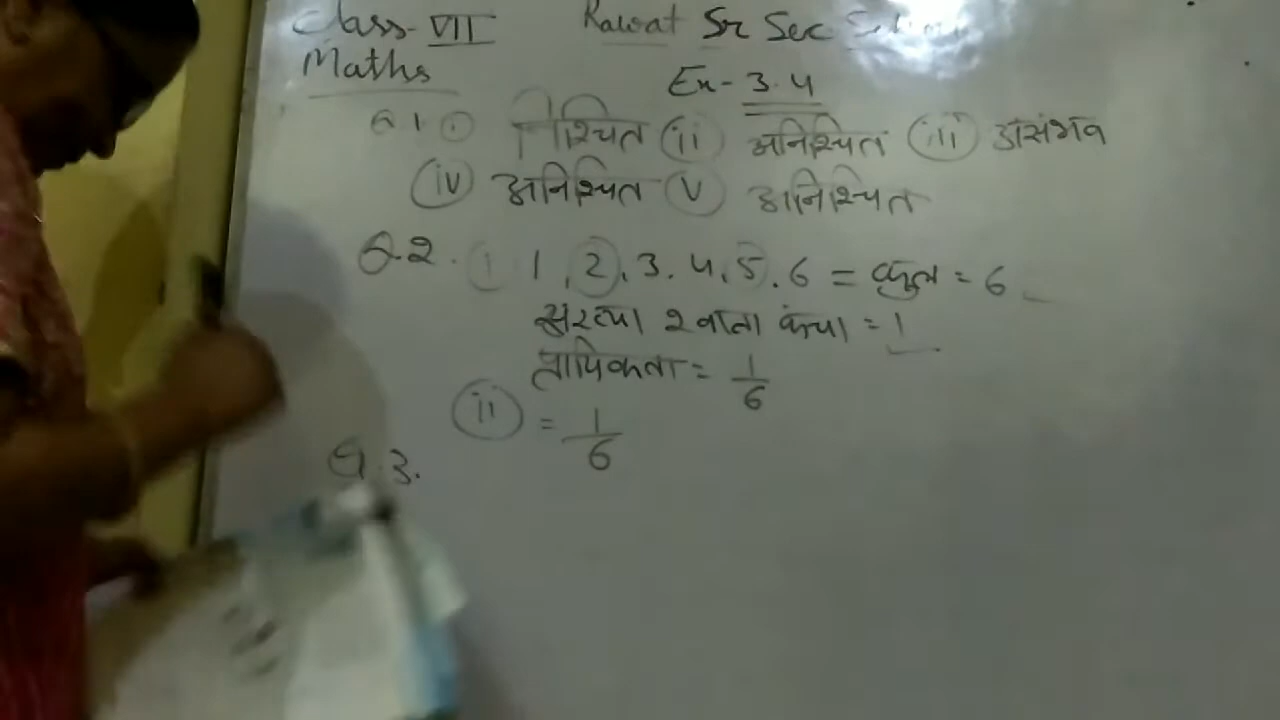 Class- VII Rawat Sr Sec
Maths
Ex- 3.4
Q 1 (i) निश्चित (ii) अनिश्चित (iii) असंभव
(iv) अनिश्चित (v) अनिश्चित
Q.2. (i) 1, 2, 3. 4, 5. 6 = कुल = 6
संख्या 2 वाला कंचा = 1
प्रायिकता = 1/6
(ii) = 1/6
Q.3.